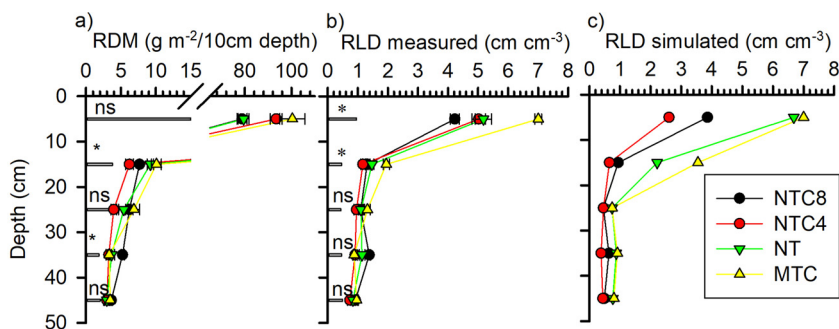 a)
RDM (g m⁻²/10cm depth)
0 5 10 15 80 100
b)
RLD measured (cm cm⁻³)
0 1 2 3 4 5 6 7 8
c)
RLD simulated (cm cm⁻³)
0 1 2 3 4 5 6 7 8
Depth (cm)
0
10
20
30
40
50
ns
*
ns
*
ns
*
*
ns
ns
ns
NTC8
NTC4
NT
MTC